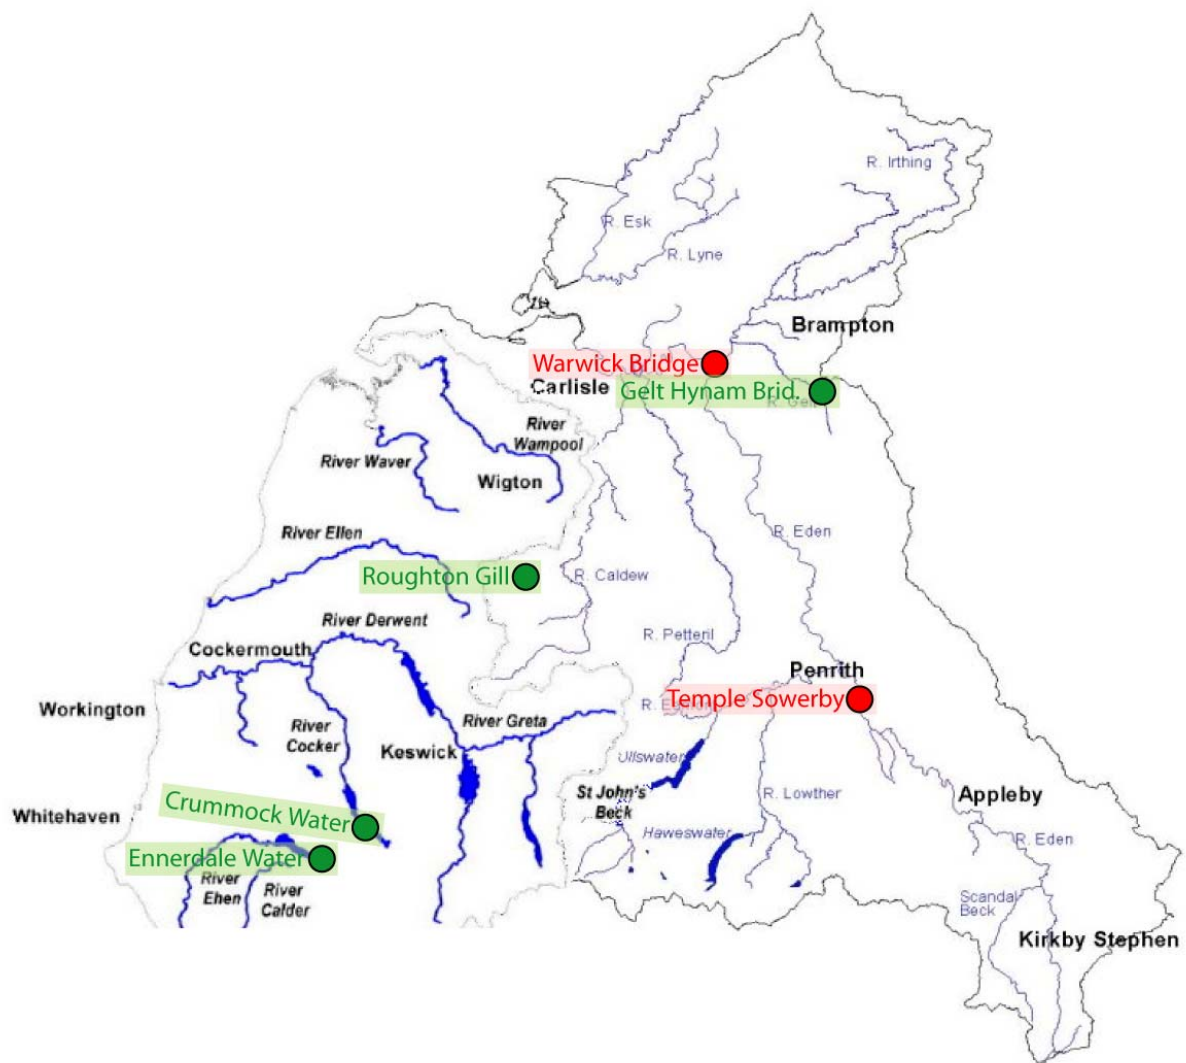 R. Irthing
R. Esk
R. Lyne
Brampton
Warwick Bridge
Carlisle
Gelt Hynam Brid.
River
Wampool
River Waver
Wigton
River Ellen
R. Eden
Roughton Gill
R. Caldew
River Derwent
R. Petteril
Cockermouth
Penrith
Temple Sowerby
Workington
River Greta
River
Cocker
Keswick
Ullswater
St John's
Beck
R. Lowther
Appleby
Crummock Water
Whitehaven
Haweswater
R. Eden
Ennerdale Water
River
Ehen
River
Calder
Scandal
Beck
Kirkby Stephen